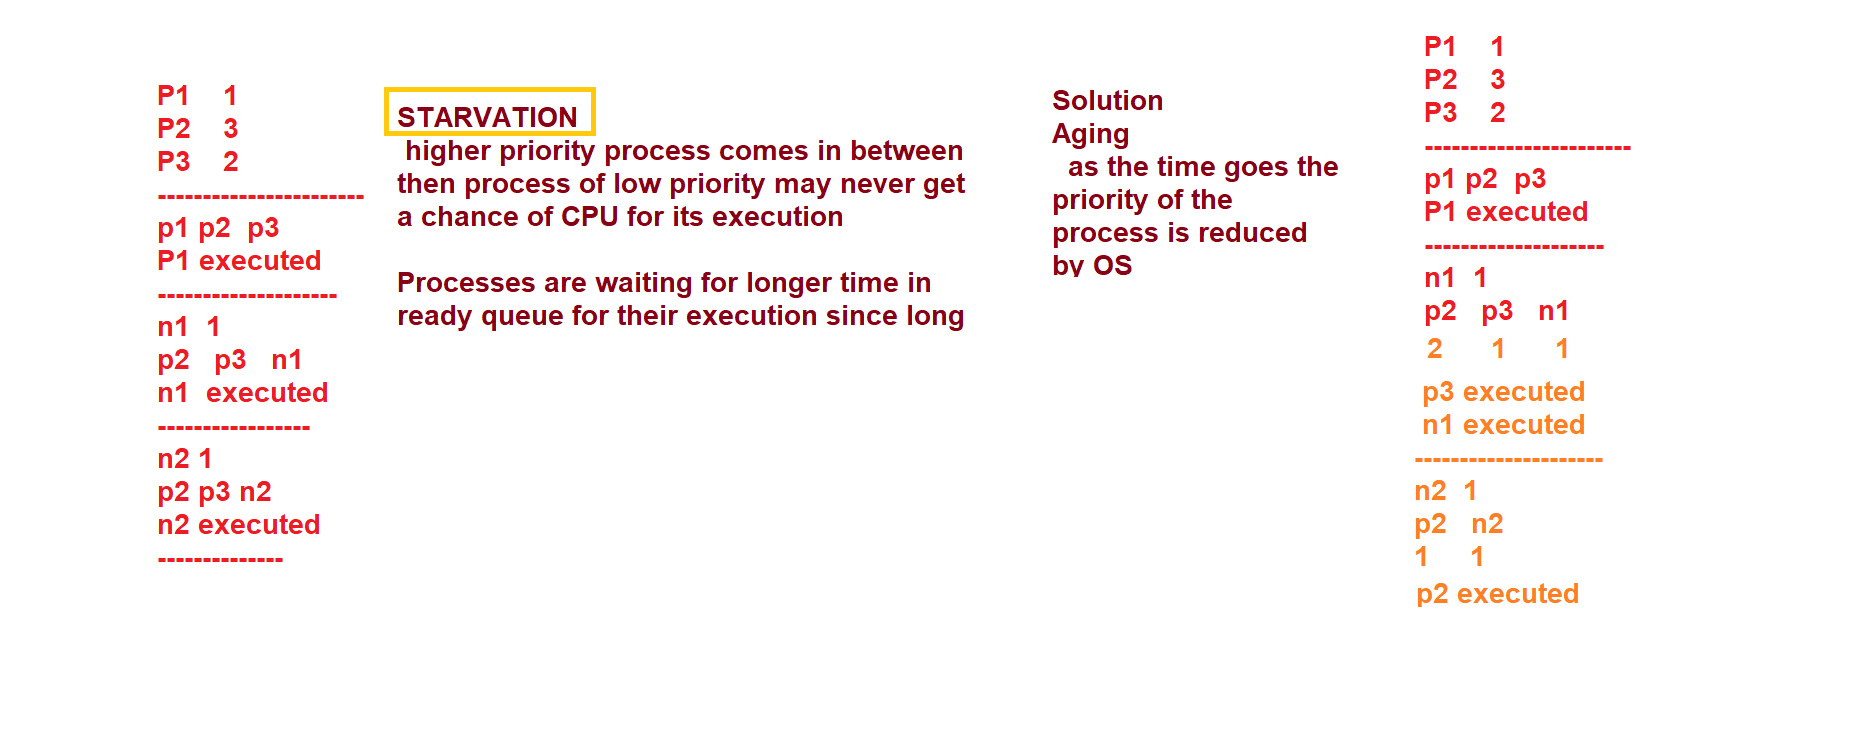 P1 1
P2 3
P3 2
-----------------------
p1 p2 p3
P1 executed
--------------------
n1 1
p2 p3 n1
n1 executed
-----------------
n2 1
p2 p3 n2
n2 executed
--------------
STARVATION
higher priority process comes in between
then process of low priority may never get
a chance of CPU for its execution
Processes are waiting for longer time in
ready queue for their execution since long
Solution
Aging
as the time goes the
priority of the
process is reduced
by OS
P1 1
P2 3
P3 2
-----------------------
p1 p2 p3
P1 executed
--------------------
n1 1
p2 p3 n1
2 1 1
p3 executed
n1 executed
---------------------
n2 1
p2 n2
1 1
p2 executed